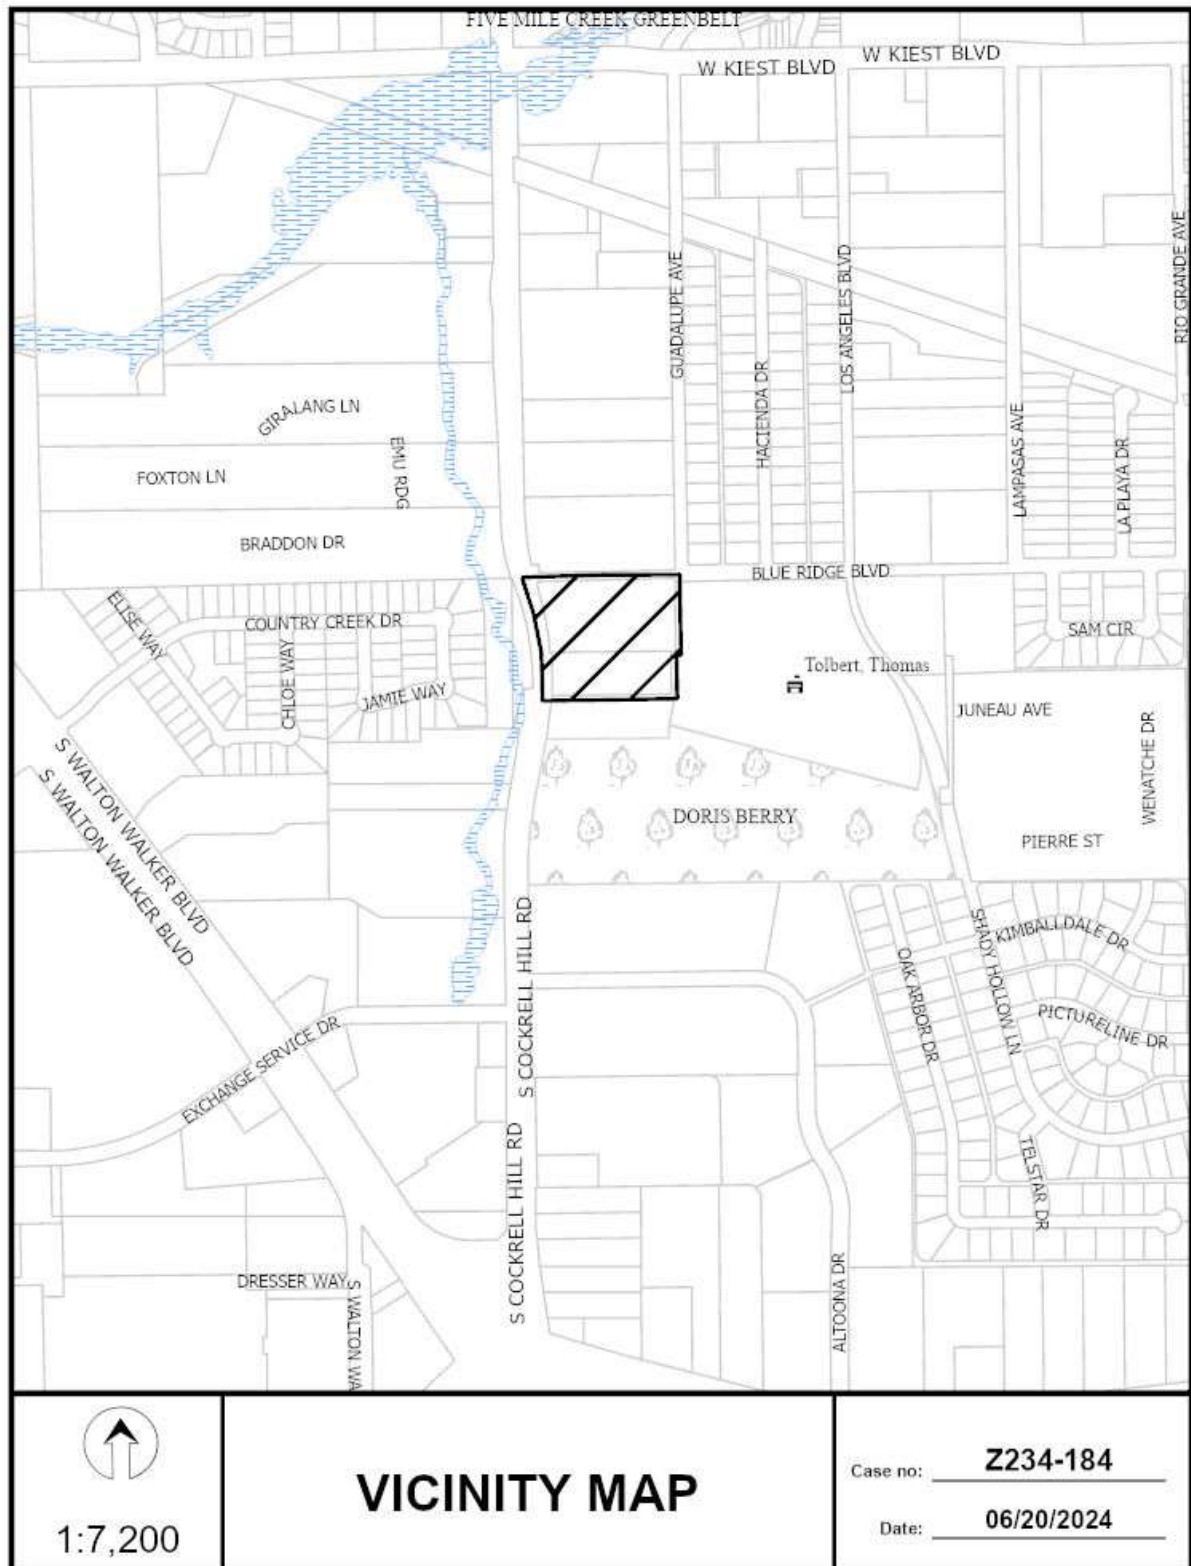 FIVE MILE CREEK GREENBELT
W KIEST BLVD
W KIEST BLVD
RIO GRANDE AVE
GUADALUPE AVE
LOS ANGELES BLVD
HACIENDA DR
GIRALANG LN
EMU RDG
LAMPASAS AVE
LA PLAYA DR
FOXTON LN
BRADDON DR
BLUE RIDGE BLVD
ELISE WAY
COUNTRY CREEK DR
SAM CIR
CHLOE WAY
JAMIE WAY
Tolbert, Thomas
JUNEAU AVE
WENATCHE DR
S WALTON WALKER BLVD
S WALTON WALKER BLVD
DORIS BERRY
PIERRE ST
S COCKRELL HILL RD
SHADY HOLLOW LN
KIMBALLDALE DR
OAK ARBOR DR
PICTURELINE DR
EXCHANGE SERVICE DR
S COCKRELL HILL RD
TELSTAR DR
ALTOONA DR
DRESSER WAY
S WALTON WA
1:7,200
VICINITY MAP
Case no: Z234-184
Date: 06/20/2024